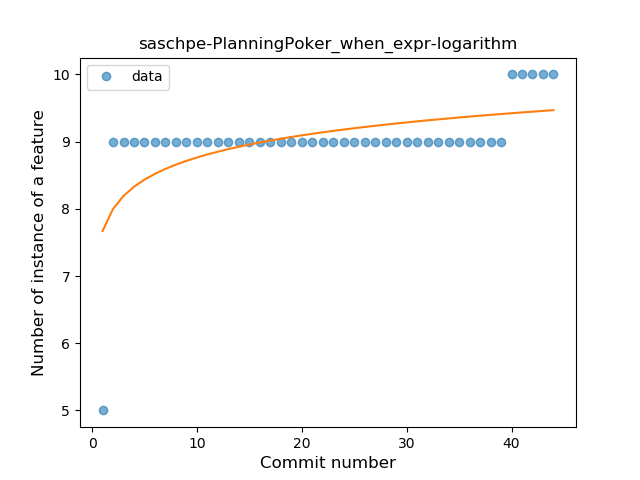 saschpe-PlanningPoker_when_expr-logarithm
data
Number of instance of a feature
10
9
8
7
6
5
0
10
20
30
40
Commit number